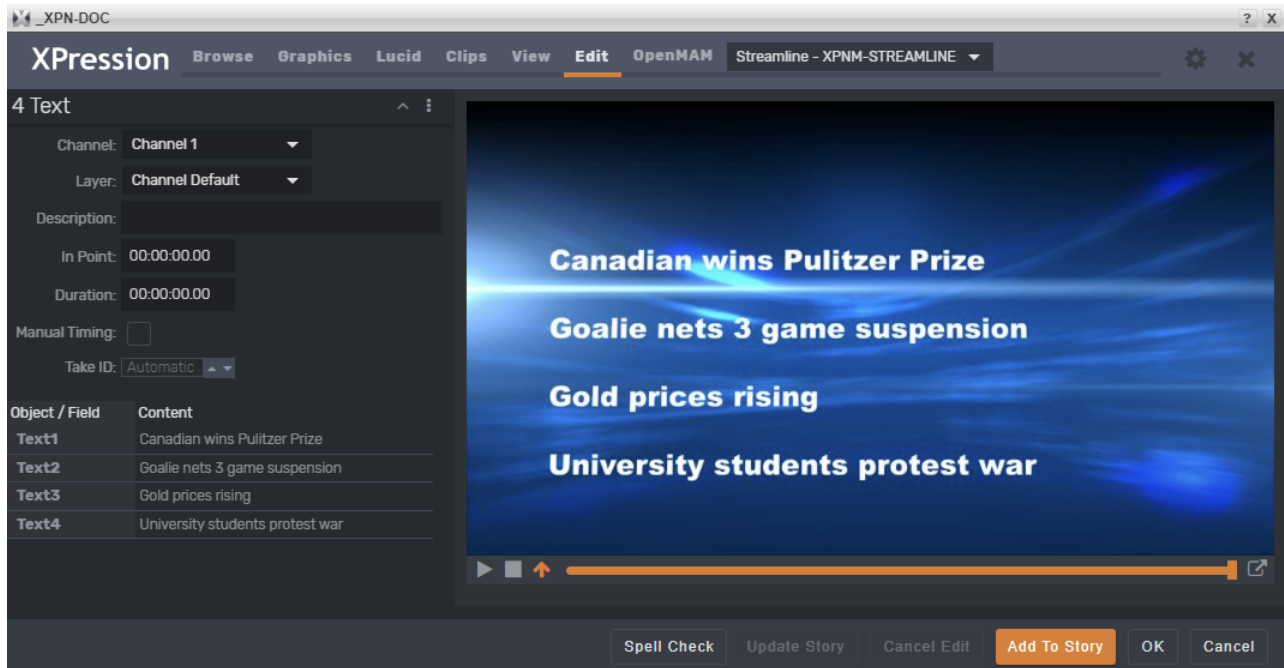 _XPN-DOC ? X
XPression Browse Graphics Lucid Clips View Edit OpenMAM Streamline - XPNM-STREAMLINE
4 Text
Channel: Channel 1
Layer: Channel Default
Description:
In Point: 00:00:00.00
Duration: 00:00:00.00
Manual Timing:
Take ID: Automatic
Object / Field Content
Text1 Canadian wins Pulitzer Prize
Text2 Goalie nets 3 game suspension
Text3 Gold prices rising
Text4 University students protest war
Canadian wins Pulitzer Prize
Goalie nets 3 game suspension
Gold prices rising
University students protest war
Spell Check Update Story Cancel Edit Add To Story OK Cancel